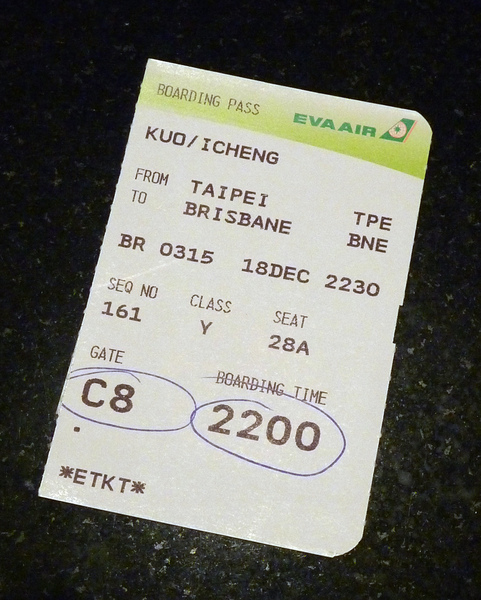 BOARDING PASS EVA AIR
KUO/ICHENG
FROM TAIPEI TPE
TO BRISBANE BNE
BR 0315 18DEC 2230
SEQ NO CLASS SEAT
161 Y 28A
GATE BOARDING TIME
C8 2200
.
*ETKT*